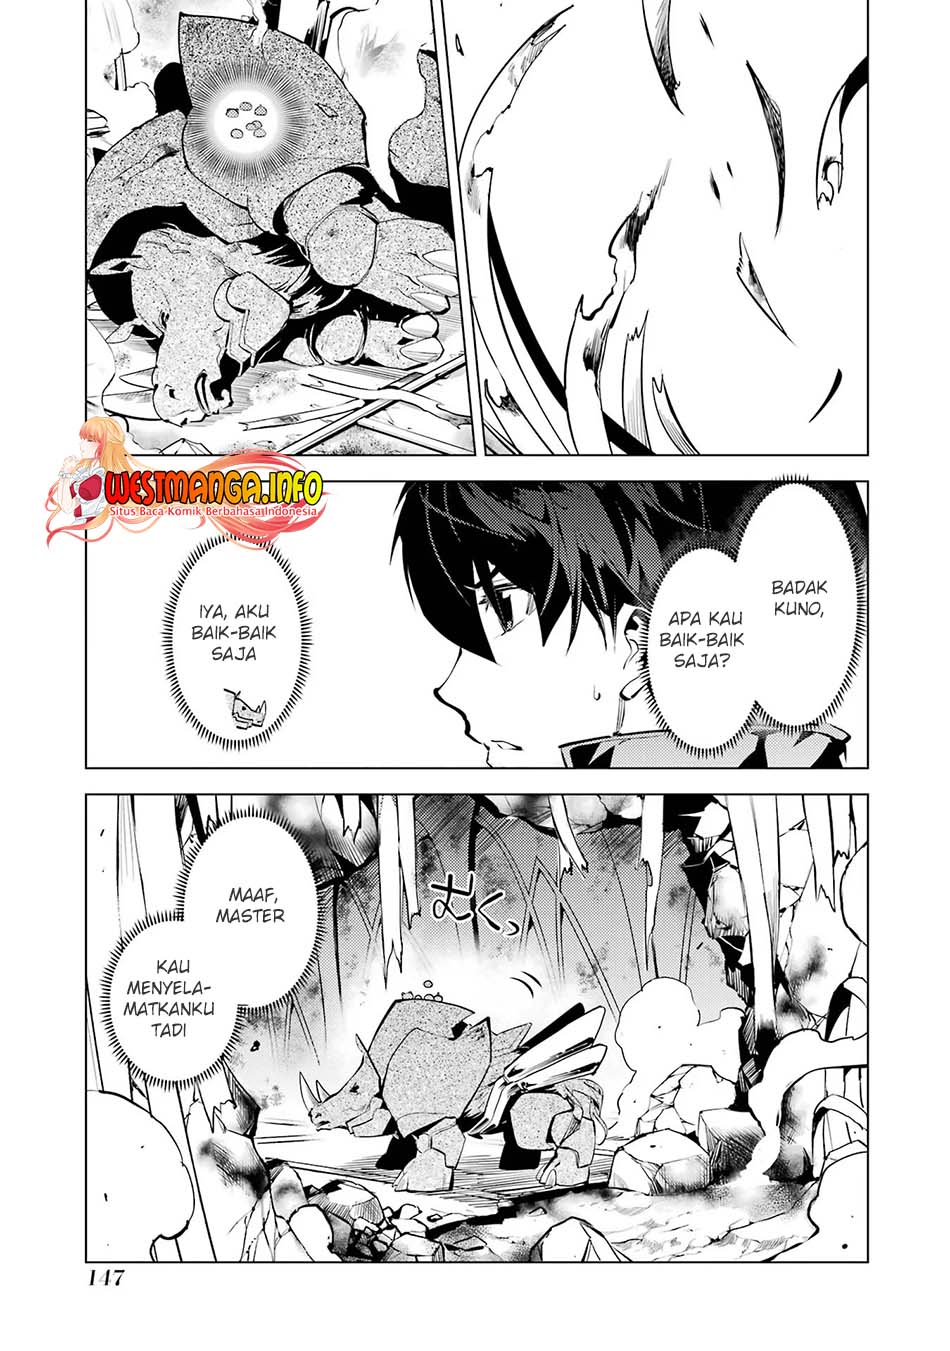 WESTMANGA.INFO
Situs Baca Komik Berbahasa Indonesia
BADAK
KUNO,
APA KAU
BAIK-BAIK
SAJA?
IYA, AKU
BAIK-BAIK
SAJA
MAAF,
MASTER
KAU
MENYELA-
MATKANKU
TADI
むくっ
147